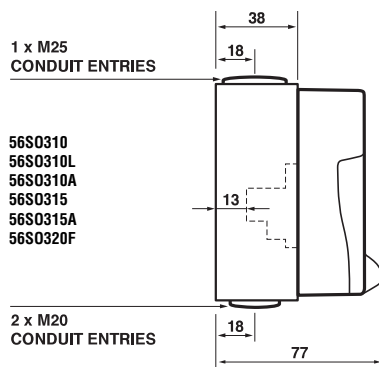 38
18
1 x M25
CONDUIT ENTRIES
56SO310
56SO310L
56SO310A
56SO315
56SO315A
56SO320F
13
2 x M20
CONDUIT ENTRIES
18
77